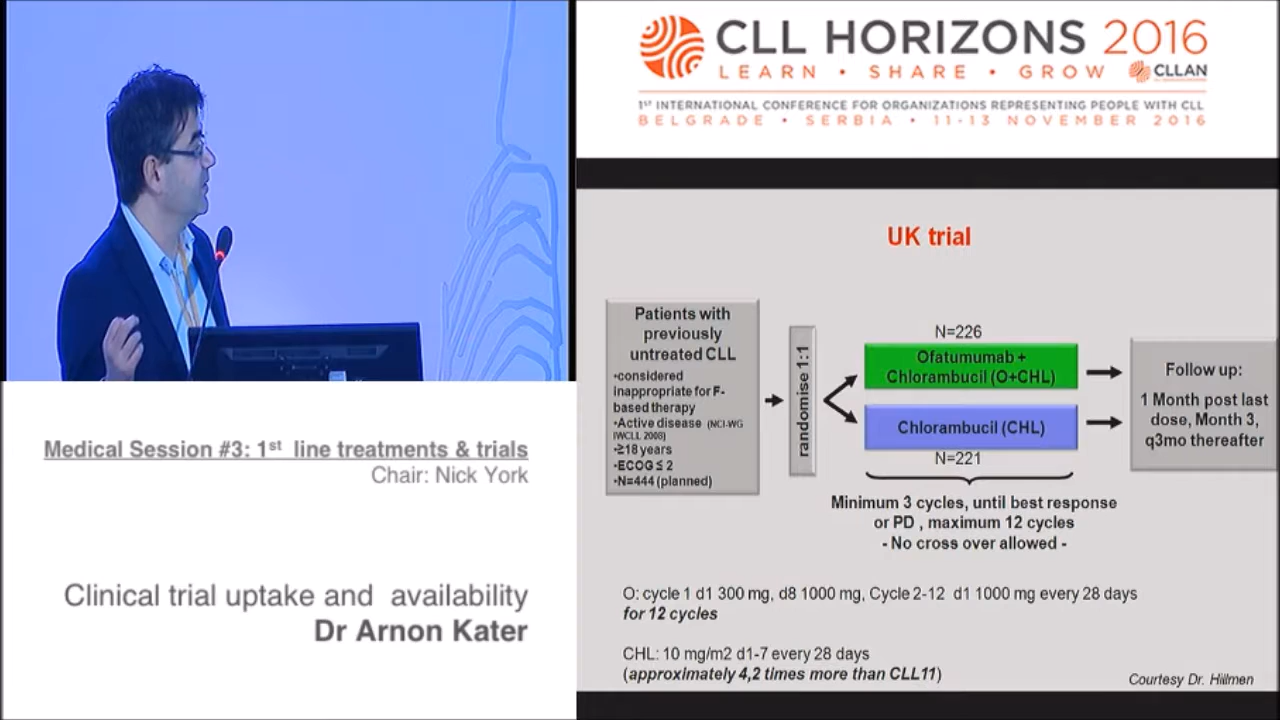 CLL HORIZONS 2016
LEARN • SHARE • GROW
CLLAN
1ST INTERNATIONAL CONFERENCE FOR ORGANIZATIONS REPRESENTING PEOPLE WITH CLL
BELGRADE • SERBIA • 11-13 NOVEMBER 2016
Medical Session #3: 1st line treatments & trials
Chair: Nick York
Clinical trial uptake and availability
Dr Arnon Kater
UK trial
Patients with
previously
untreated CLL
•considered
inappropriate for F-
based therapy
•Active disease (NCI-WG
IWCLL 2008)
•≥18 years
•ECOG ≤ 2
•N=444 (planned)
randomise 1:1
N=226
Ofatumumab +
Chlorambucil (O+CHL)
Chlorambucil (CHL)
N=221
Minimum 3 cycles, until best response
or PD , maximum 12 cycles
- No cross over allowed -
Follow up:
1 Month post last
dose, Month 3,
q3mo thereafter
O: cycle 1 d1 300 mg, d8 1000 mg, Cycle 2-12 d1 1000 mg every 28 days
for 12 cycles
CHL: 10 mg/m2 d1-7 every 28 days
(approximately 4,2 times more than CLL11)
Courtesy Dr. Hillmen